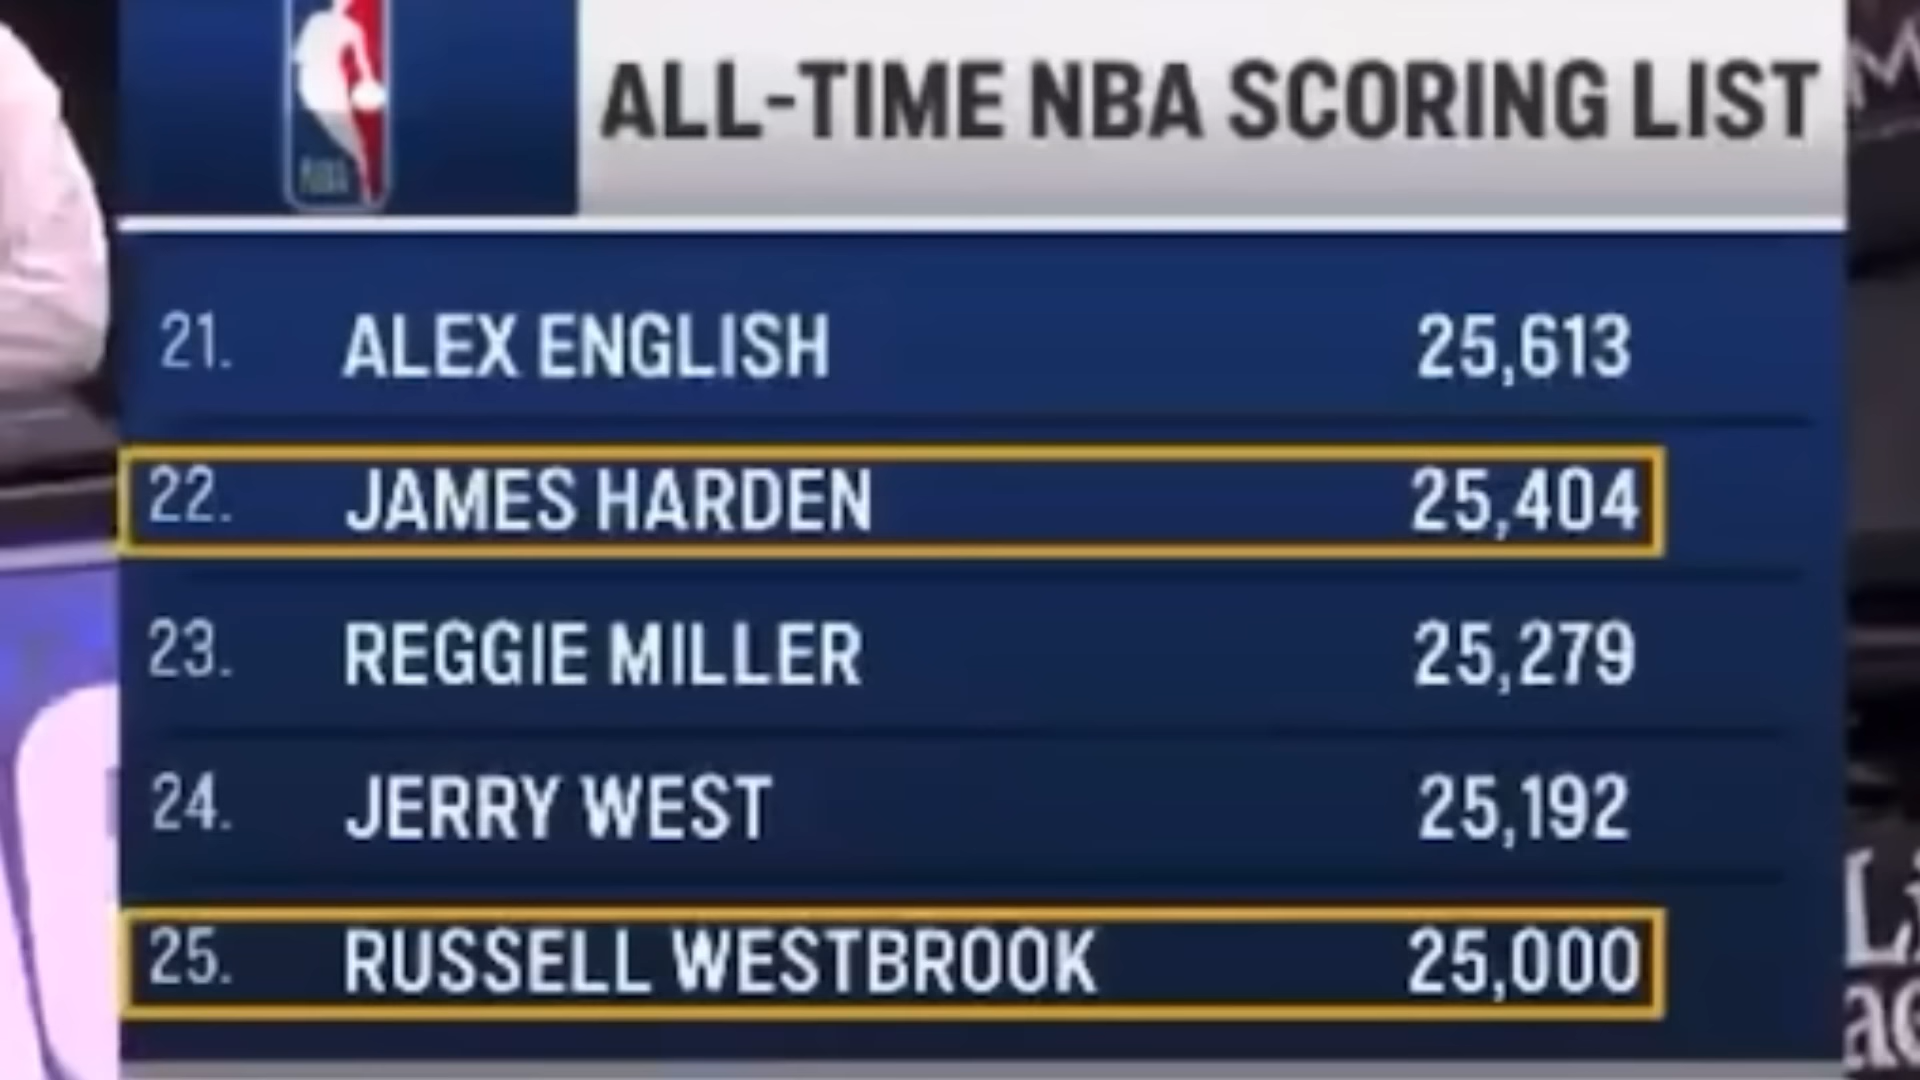 NBA
ALL-TIME NBA SCORING LIST
21. ALEX ENGLISH 25,613
22. JAMES HARDEN 25,404
23. REGGIE MILLER 25,279
24. JERRY WEST 25,192
25. RUSSELL WESTBROOK 25,000